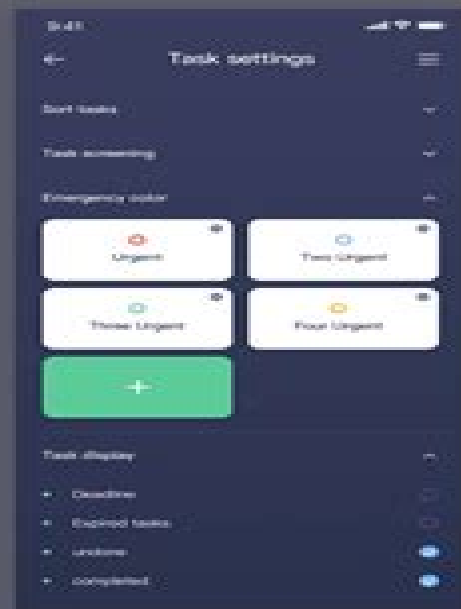 9:41
Task settings
Sort tasks
Task screening
Emergency color
Urgent
Two Urgent
Three Urgent
Four Urgent
+
Task display
Deadline
Expired tasks
undone
completed